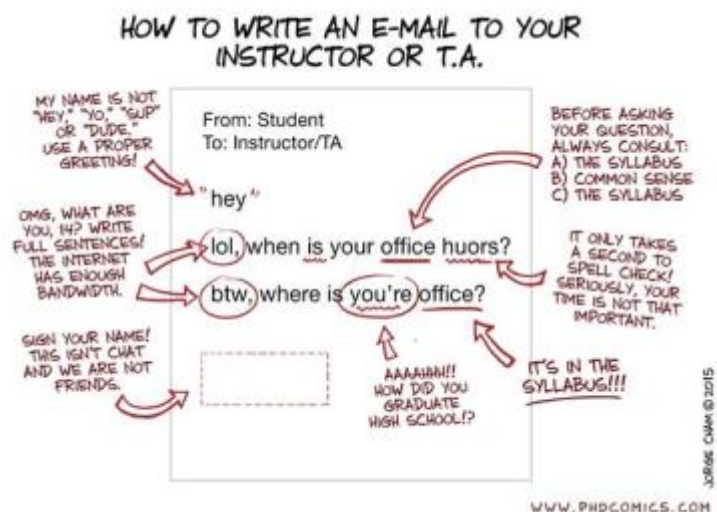 HOW TO WRITE AN E-MAIL TO YOUR
INSTRUCTOR OR T.A.
MY NAME IS NOT
"HEY," "YO," "SUP"
OR "DUDE,"
USE A PROPER
GREETING!
From: Student
To: Instructor/TA
BEFORE ASKING
YOUR QUESTION,
ALWAYS CONSULT:
A) THE SYLLABUS
B) COMMON SENSE
C) THE SYLLABUS
"hey"
OMG, WHAT ARE
YOU, 14? WRITE
FULL SENTENCES!
THE INTERNET
HAS ENOUGH
BANDWIDTH.
lol, when is your office huors?
btw, where is you're office?
IT ONLY TAKES
A SECOND TO
SPELL CHECK!
SERIOUSLY, YOUR
TIME IS NOT THAT
IMPORTANT.
SIGN YOUR NAME!
THIS ISN'T CHAT
AND WE ARE NOT
FRIENDS.
AAAAHHH!!
HOW DID YOU
GRADUATE
HIGH SCHOOL!?
IT'S IN THE
SYLLABUS!!!
JORGE CHAM © 2015
WWW.PHDCOMICS.COM